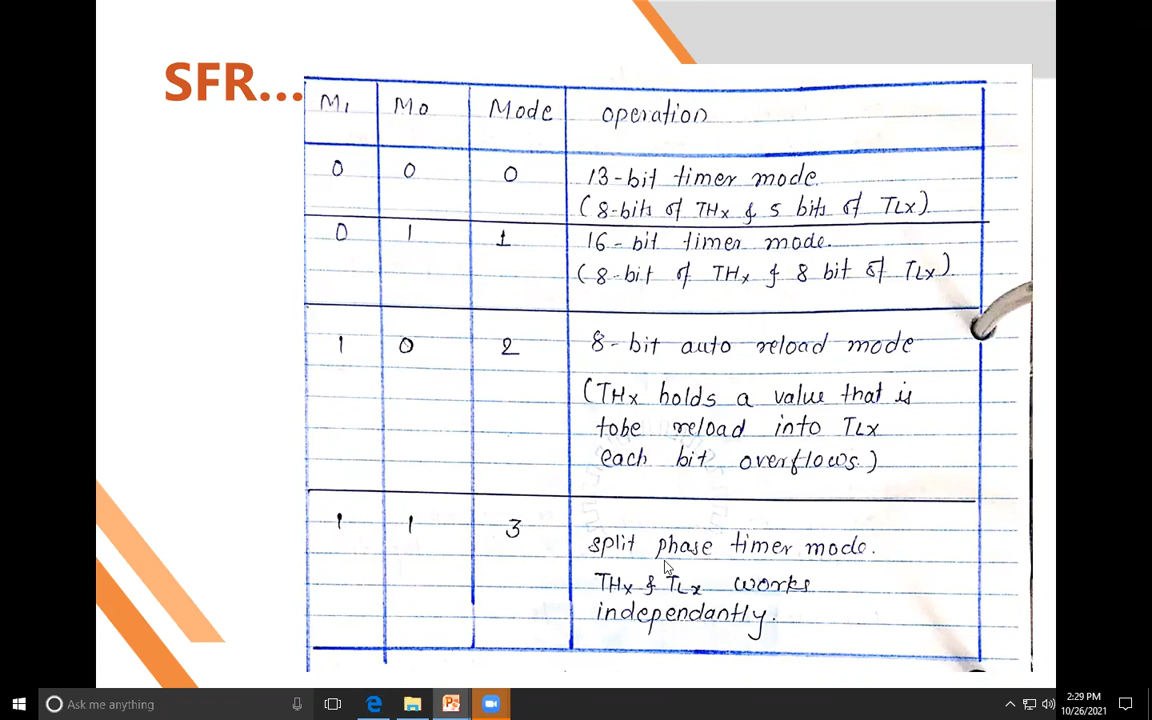 SFR...
M1 M0 Mode operation
0 0 0 13-bit timer mode.
(8-bits of THx & 5 bits of TLx).
0 1 1 16-bit timer mode.
(8-bit of THx & 8 bit of TLx).
1 0 2 8-bit auto reload mode
(THx holds a value that is
tobe reload into TLx
each bit overflows.)
1 1 3 split phase timer mode.
THx & TLx works
independantly.
Ask me anything
2:29 PM
10/26/2021